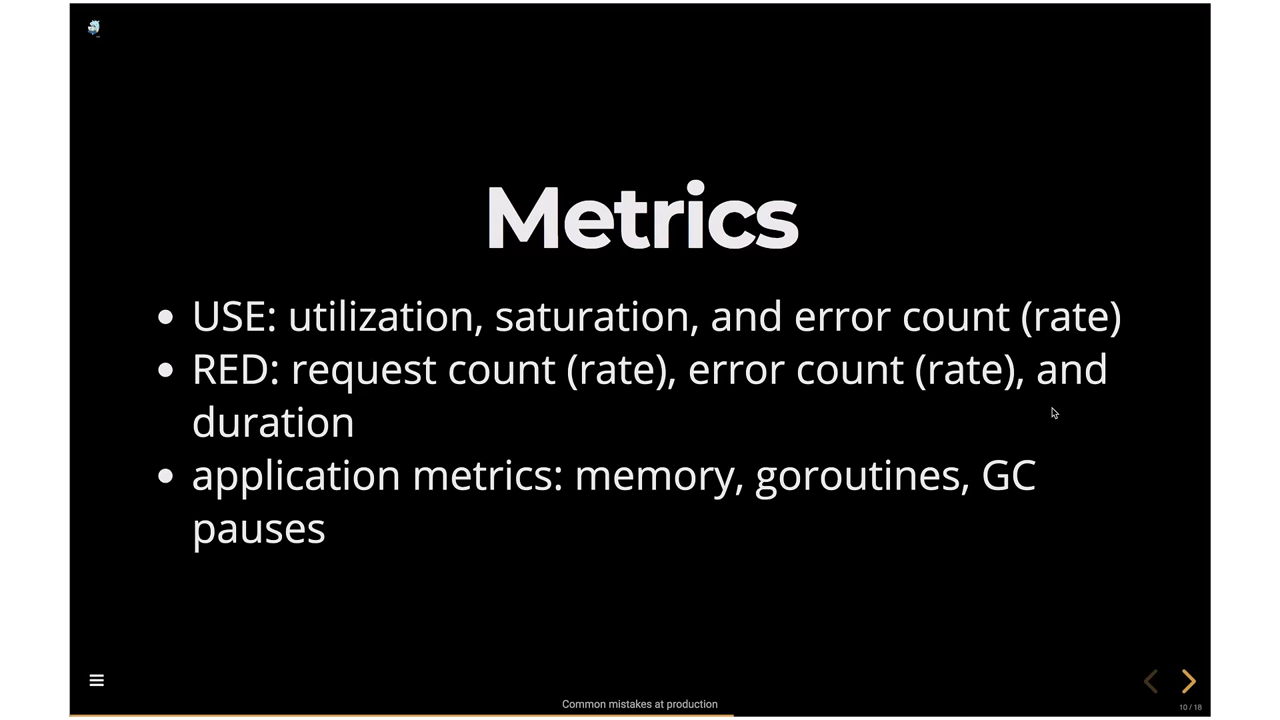 Metrics
• USE: utilization, saturation, and error count (rate)
• RED: request count (rate), error count (rate), and
duration
• application metrics: memory, goroutines, GC
pauses
Common mistakes at production
10 / 18